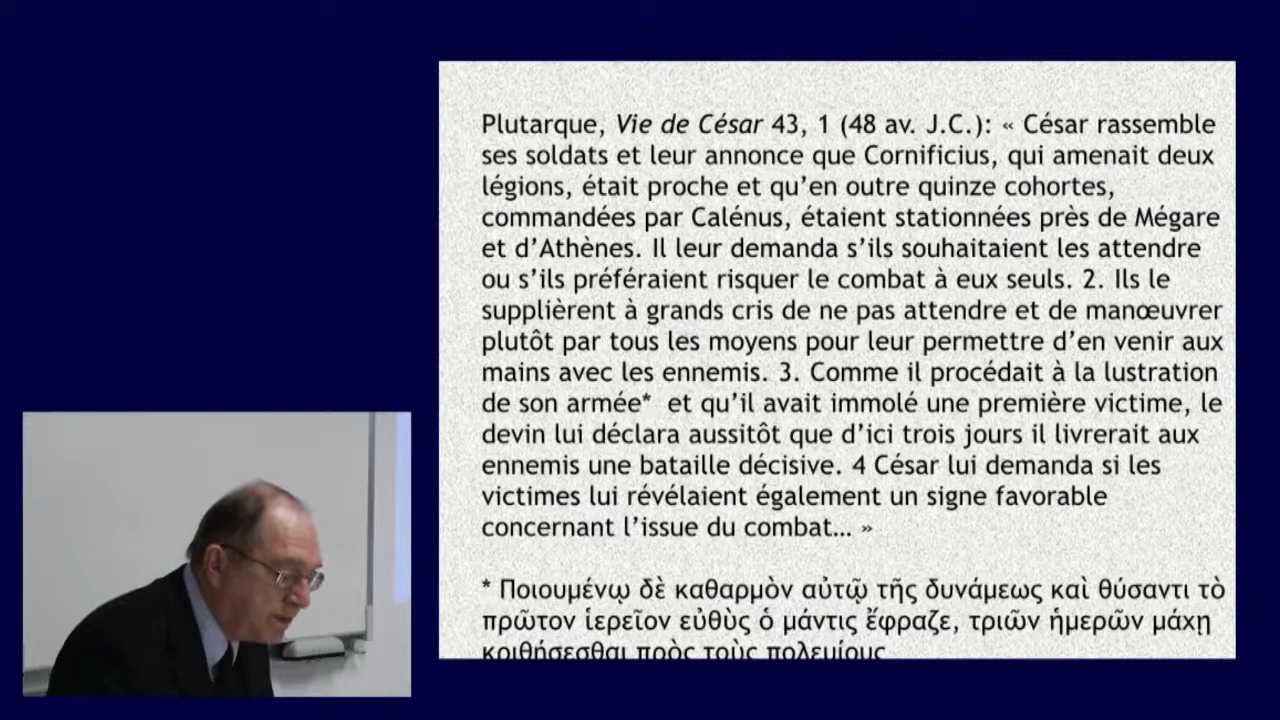 Plutarque, Vie de César 43, 1 (48 av. J.C.): « César rassemble
ses soldats et leur annonce que Cornificius, qui amenait deux
légions, était proche et qu’en outre quinze cohortes,
commandées par Calénus, étaient stationnées près de Mégare
et d’Athènes. Il leur demanda s’ils souhaitaient les attendre
ou s’ils préféraient risquer le combat à eux seuls. 2. Ils le
supplièrent à grands cris de ne pas attendre et de manœuvrer
plutôt par tous les moyens pour leur permettre d’en venir aux
mains avec les ennemis. 3. Comme il procédait à la lustration
de son armée* et qu’il avait immolé une première victime, le
devin lui déclara aussitôt que d’ici trois jours il livrerait aux
ennemis une bataille décisive. 4 César lui demanda si les
victimes lui révélaient également un signe favorable
concernant l’issue du combat… »
* Ποιουμένῳ δὲ καθαρμὸν αὐτῷ τῆς δυνάμεως καὶ θύσαντι τὸ
πρῶτον ἱερεῖον εὐθὺς ὁ μάντις ἔφραζε, τριῶν ἡμερῶν μάχῃ
κριθήσεσθαι πρὸς τοὺς πολεμίους